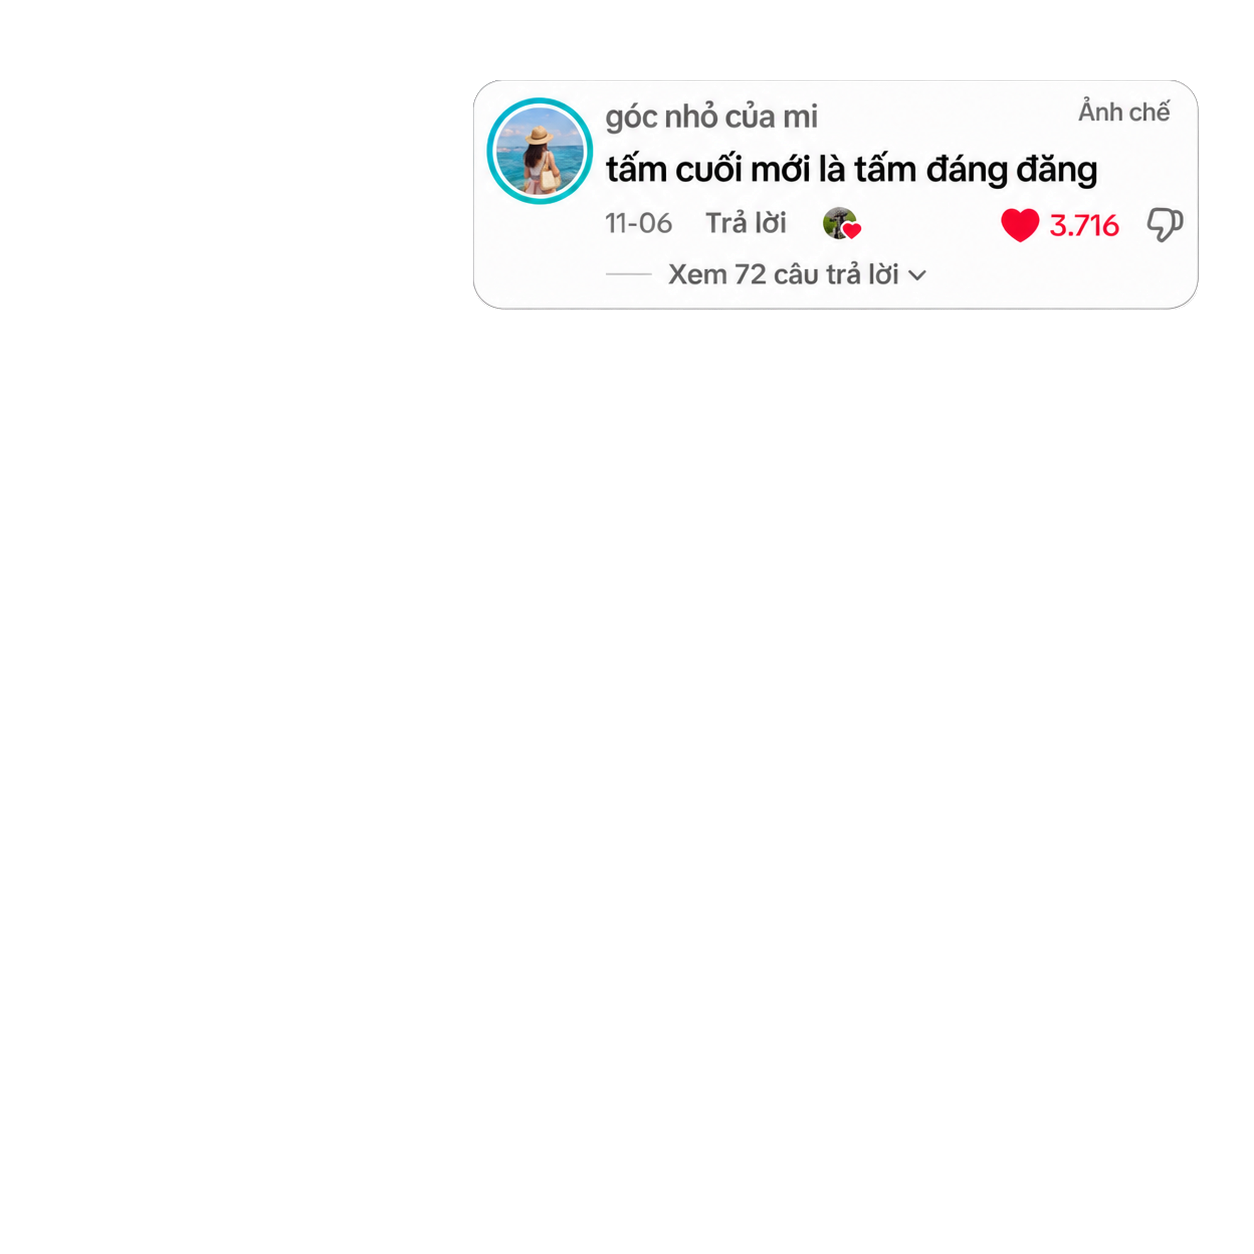 góc nhỏ của mi
Ảnh chế
tấm cuối mới là tấm đáng đăng
11-06 Trả lời 3.716
Xem 72 câu trả lời